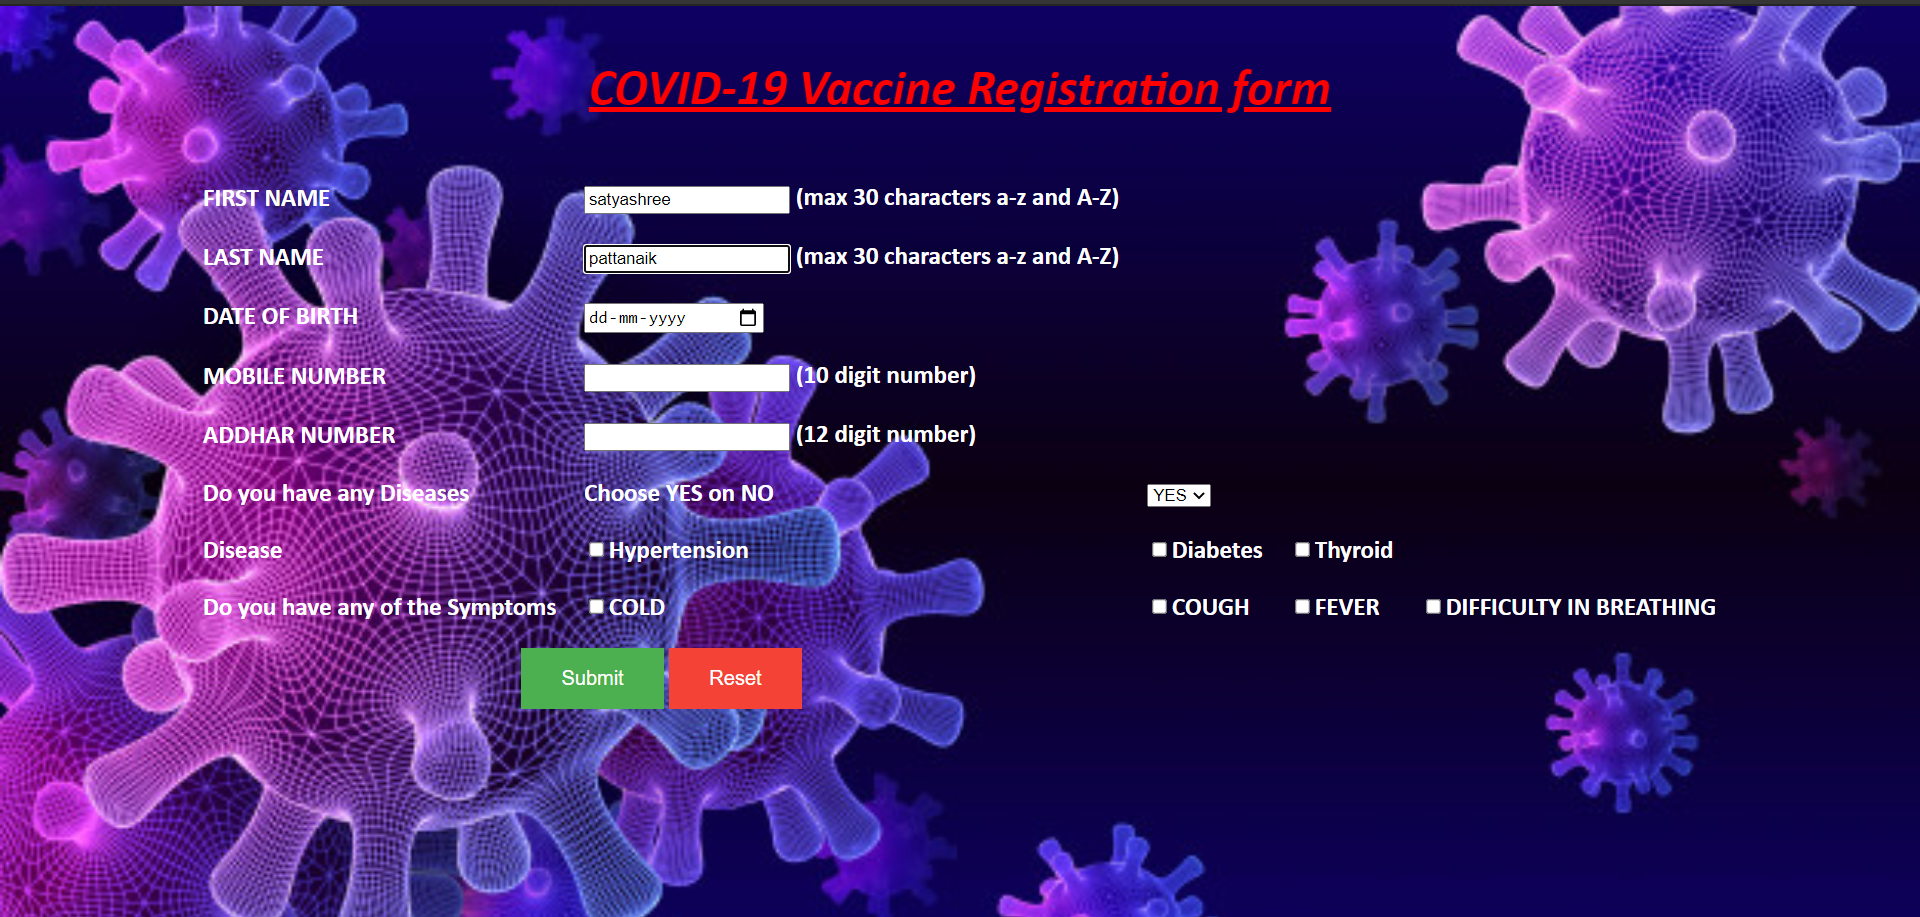 COVID-19 Vaccine Registration form
FIRST NAME satyashree (max 30 characters a-z and A-Z)
LAST NAME pattanaik (max 30 characters a-z and A-Z)
DATE OF BIRTH dd-mm-yyyy
MOBILE NUMBER (10 digit number)
ADDHAR NUMBER (12 digit number)
Do you have any Diseases Choose YES on NO YES
Disease Hypertension Diabetes Thyroid
Do you have any of the Symptoms COLD COUGH FEVER DIFFICULTY IN BREATHING
Submit Reset